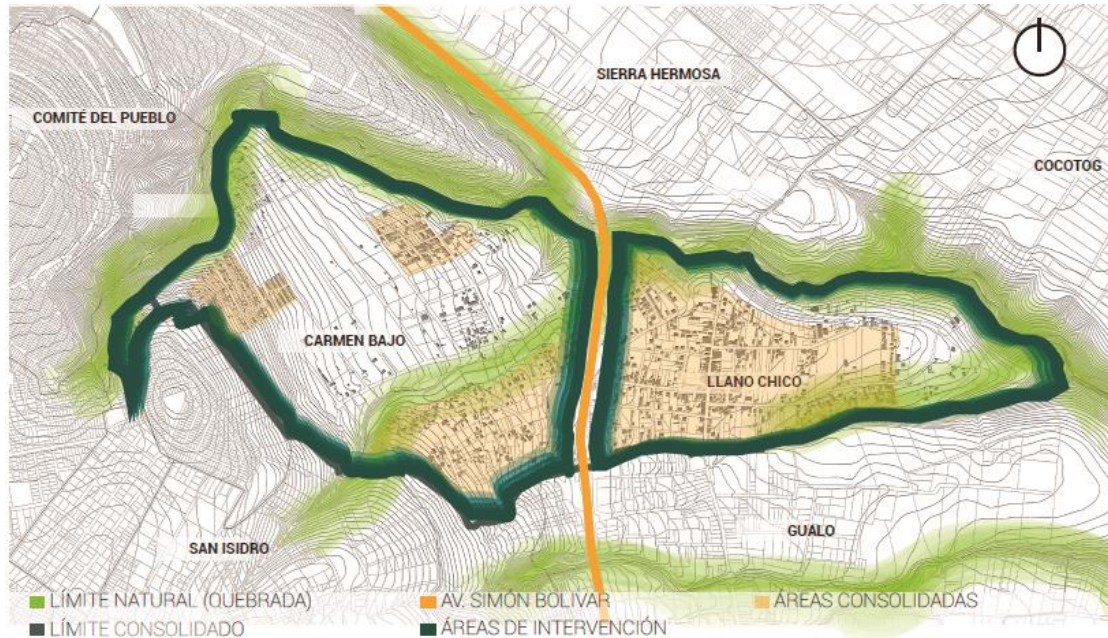 SIERRA HERMOSA
COMITÉ DEL PUEBLO
COCOTOG
CARMEN BAJO
LLANO CHICO
GUALO
SAN ISIDRO
LÍMITE NATURAL (QUEBRADA)
AV. SIMÓN BOLIVAR
ÁREAS CONSOLIDADAS
LÍMITE CONSOLIDADO
ÁREAS DE INTERVENCIÓN